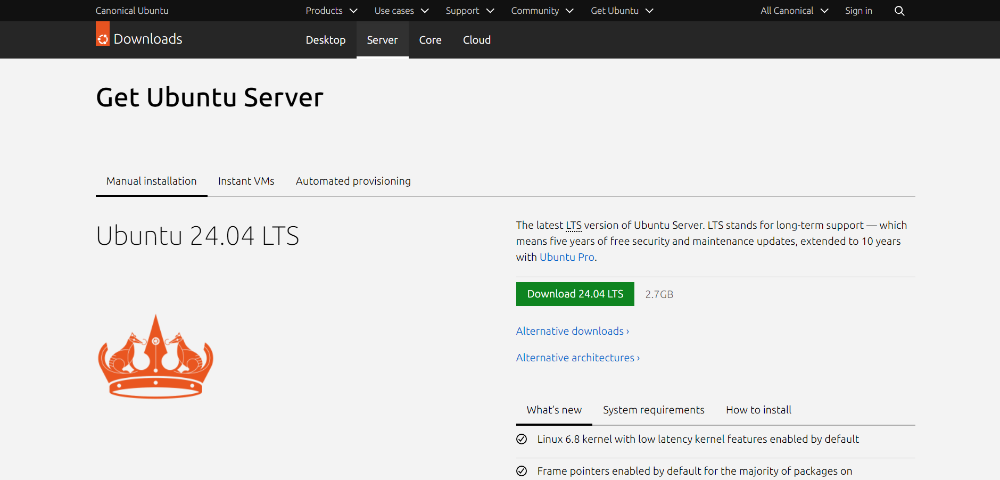 Canonical Ubuntu Products Use cases Support Community Get Ubuntu All Canonical Sign in
Downloads Desktop Server Core Cloud
Get Ubuntu Server
Manual installation Instant VMs Automated provisioning
Ubuntu 24.04 LTS
The latest LTS version of Ubuntu Server. LTS stands for long-term support — which
means five years of free security and maintenance updates, extended to 10 years
with Ubuntu Pro.
Download 24.04 LTS 2.7GB
Alternative downloads ›
Alternative architectures ›
What’s new System requirements How to install
Linux 6.8 kernel with low latency kernel features enabled by default
Frame pointers enabled by default for the majority of packages on